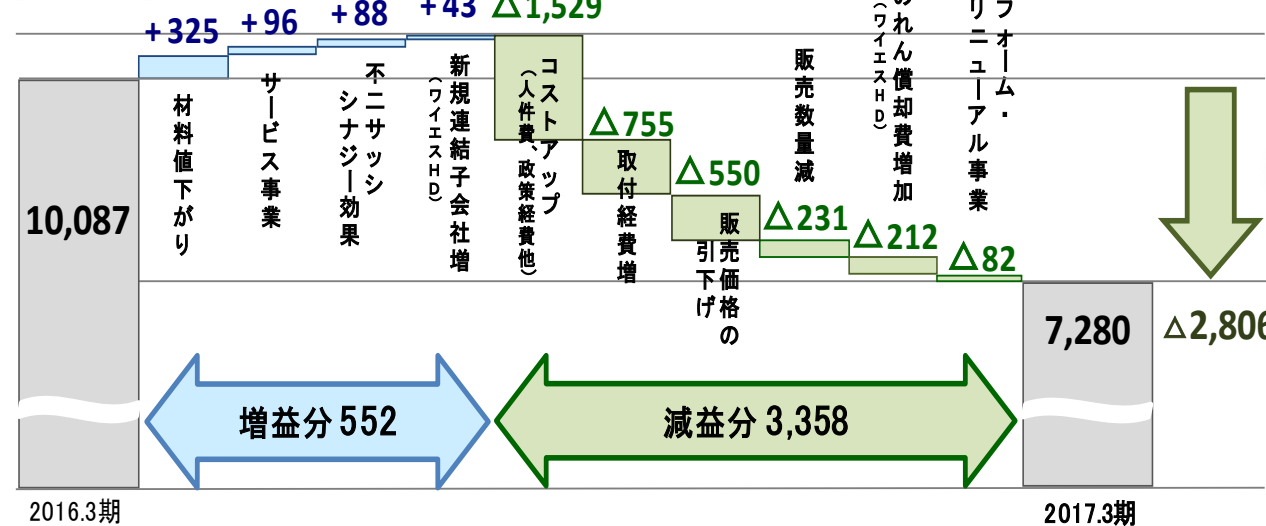 +325
+96
+88
+43
△1,529
△755
△550
△231
△212
△82
10,087
材料値下がり
サービス事業
不二サッシ
シナジー効果
新規連結子会社増
（ワイエスHD）
コストアップ
（人件費、政策経費他）
取付経費増
販売価格の
引下げ
販売数量減
のれん償却費増加
（ワイエスHD）
フォーム・
リニューアル事業
7,280
△2,806
増益分 552
減益分 3,358
2016.3期
2017.3期